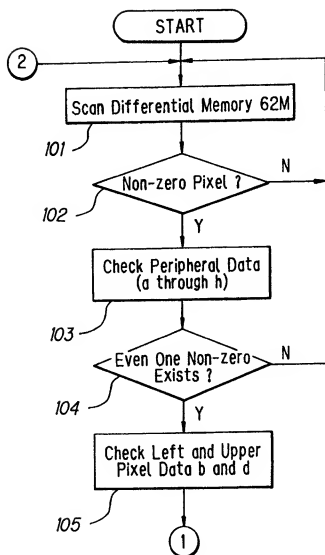 START
2
Scan Differential Memory 62M
101
Non-zero Pixel ?
N
102
Y
Check Peripheral Data
(a through h)
103
Even One Non-zero
Exists ?
N
104
Y
Check Left and Upper
Pixel Data b and d
105
1